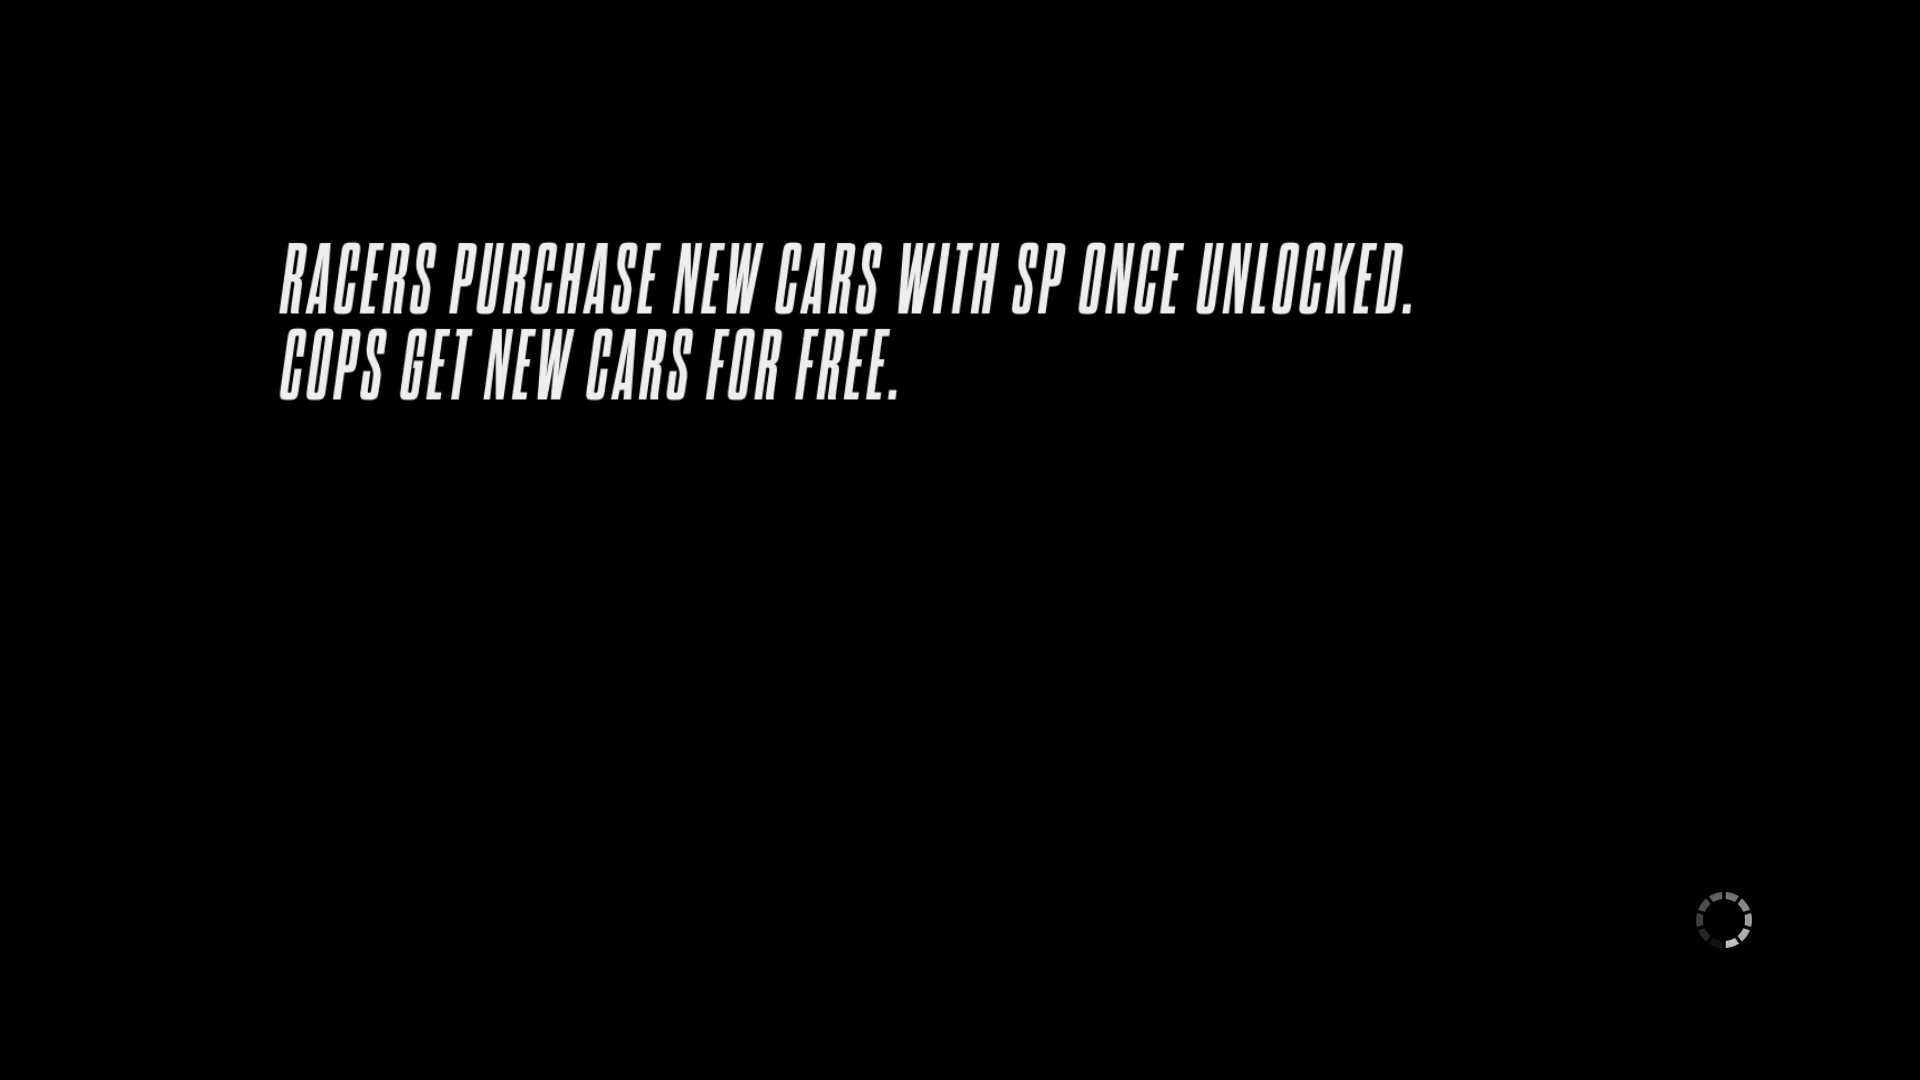 RACERS PURCHASE NEW CARS WITH SP ONCE UNLOCKED.
COPS GET NEW CARS FOR FREE.